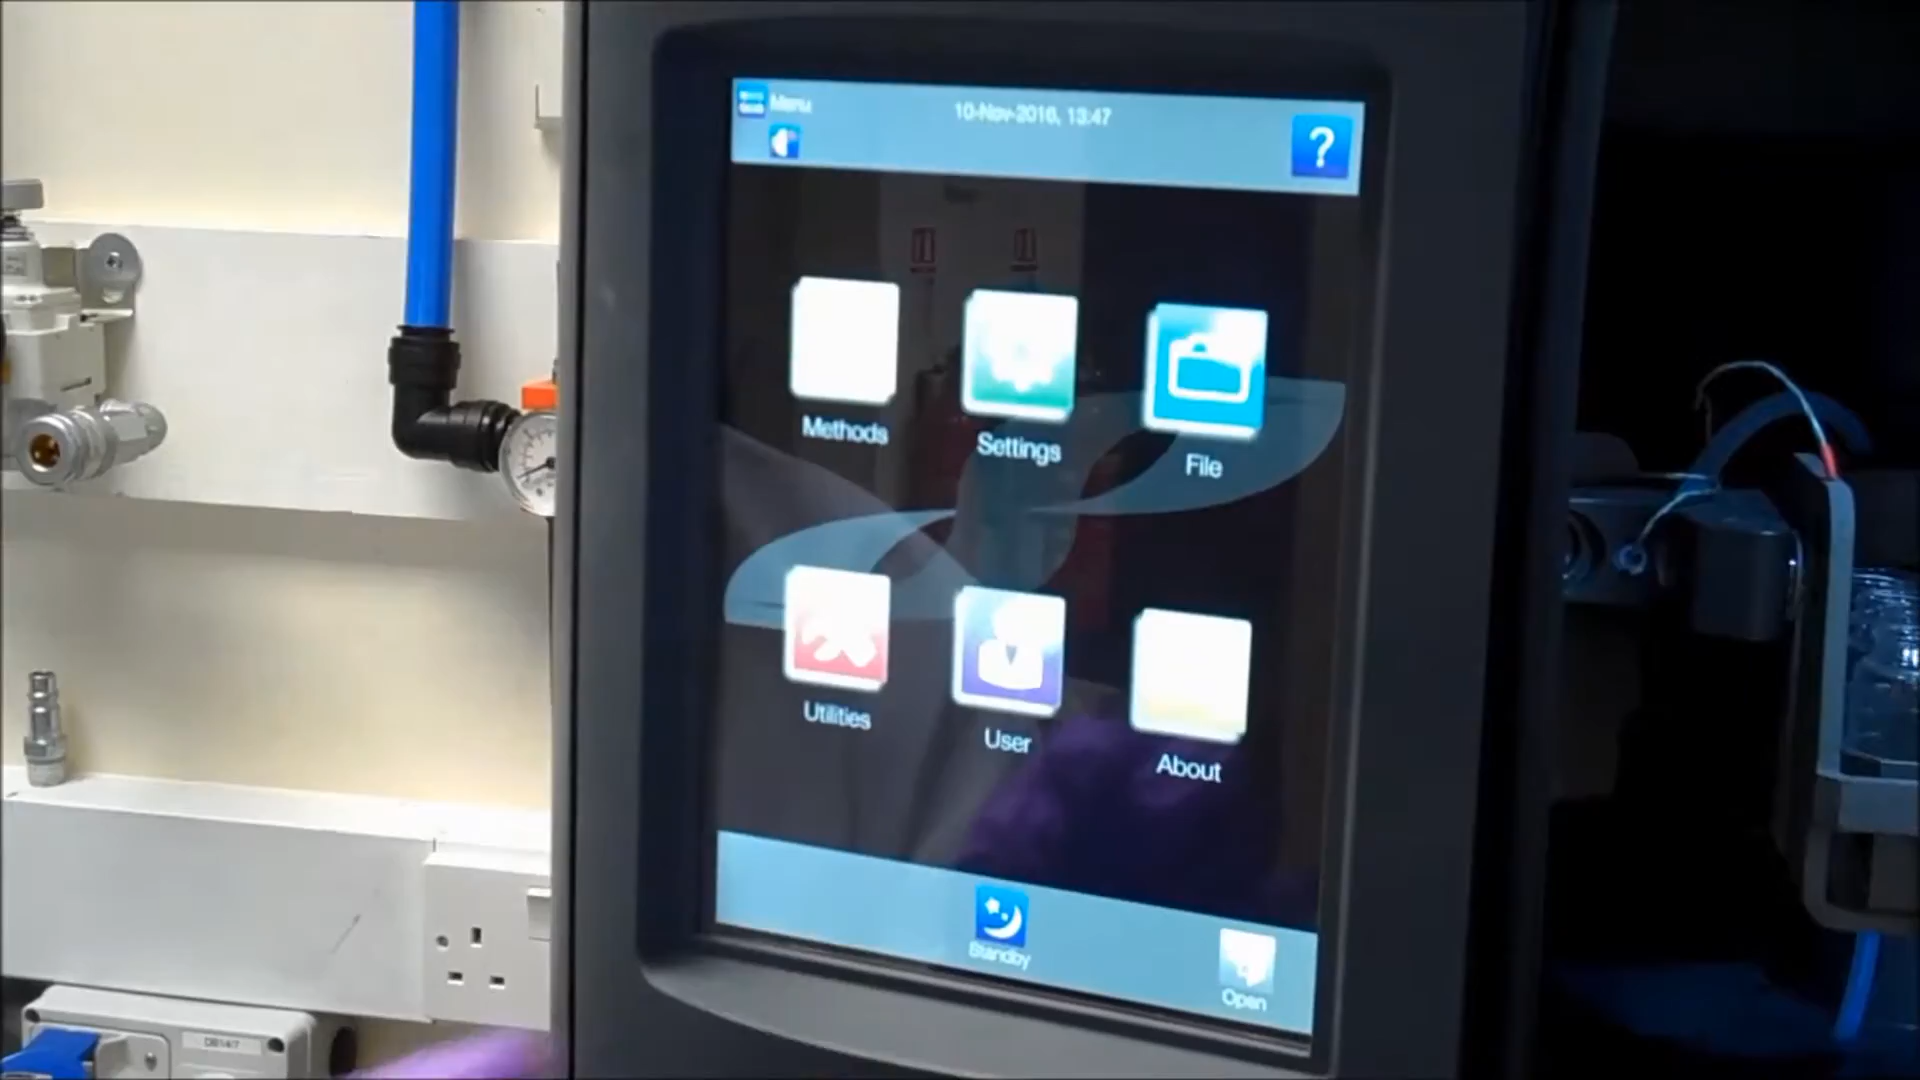 Menu
10-Nov-2016, 13:47
?
Methods
Settings
File
Utilities
User
About
Standby
Open